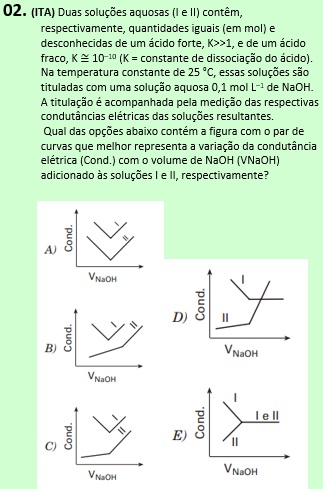 02. (ITA) Duas soluções aquosas (I e II) contêm,
respectivamente, quantidades iguais (em mol) e
desconhecidas de um ácido forte, K>>1, e de um ácido
fraco, K ≅ 10⁻¹⁰ (K = constante de dissociação do ácido).
Na temperatura constante de 25 °C, essas soluções são
tituladas com uma solução aquosa 0,1 mol L⁻¹ de NaOH.
A titulação é acompanhada pela medição das respectivas
condutâncias elétricas das soluções resultantes.
Qual das opções abaixo contém a figura com o par de
curvas que melhor representa a variação da condutância
elétrica (Cond.) com o volume de NaOH (VNaOH)
adicionado às soluções I e II, respectivamente?
A) Cond. I II
V NaOH
B) Cond. I II
V NaOH
C) Cond. I II
V NaOH
D) Cond. I II
V NaOH
E) Cond. I I e II II
V NaOH